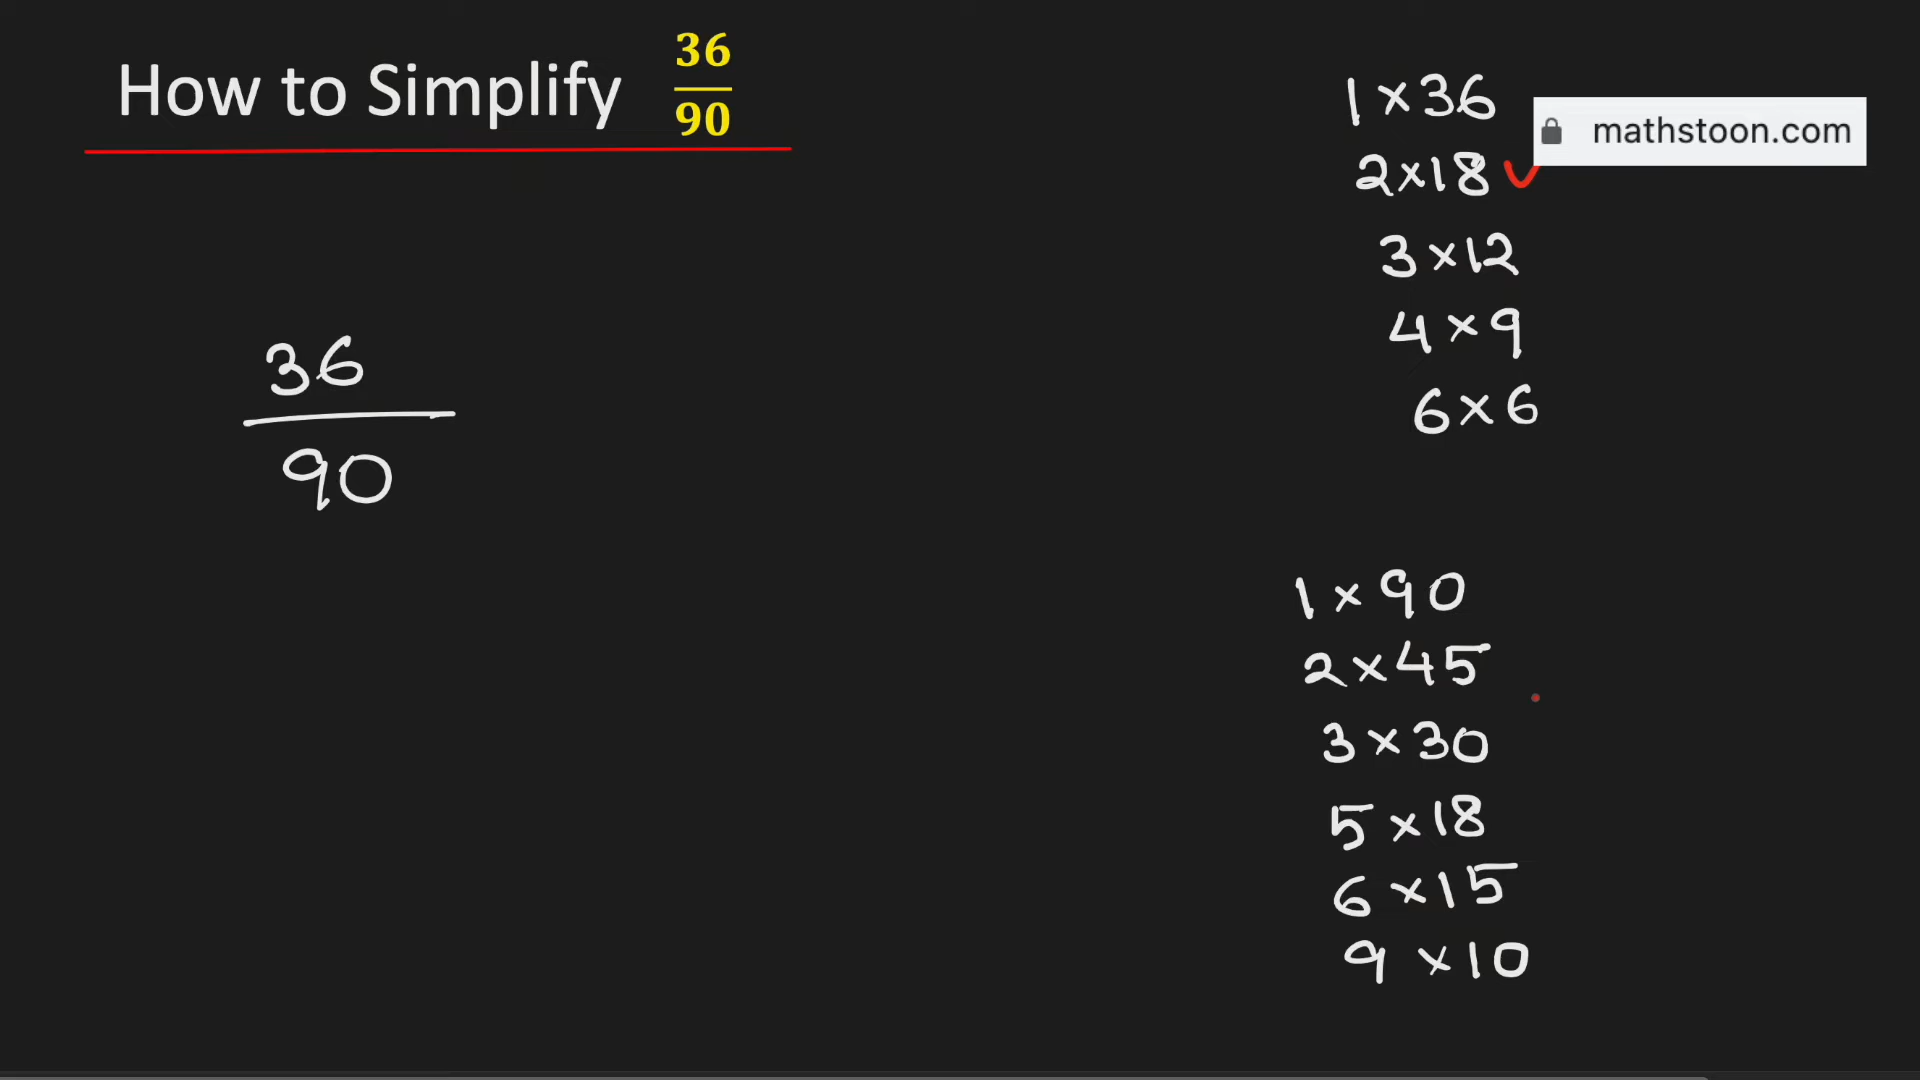 How to Simplify 36/90
1 × 36
mathstoon.com
2 × 18 ✓
3 × 12
4 × 9
6 × 6
36
90
1 × 90
2 × 45
3 × 30
5 × 18
6 × 15
9 × 10